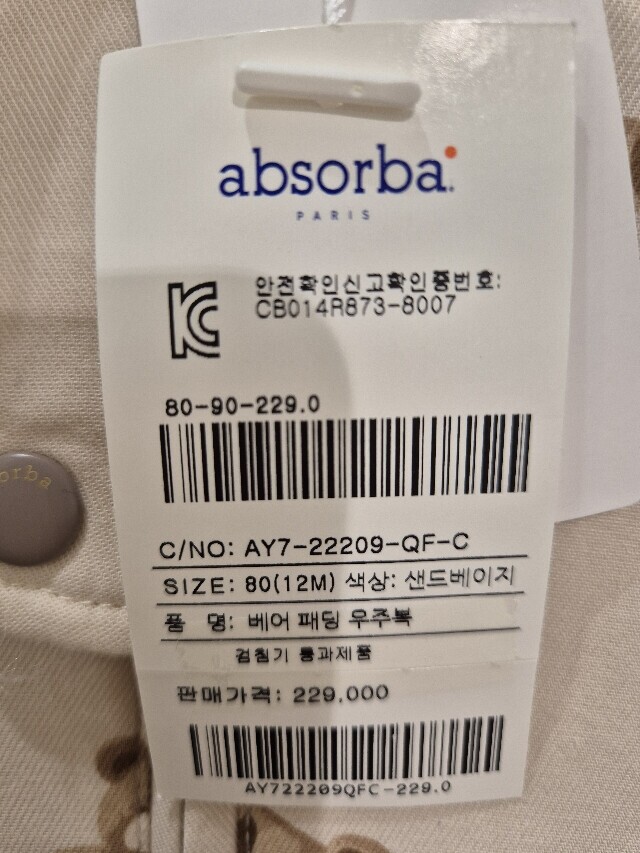 absorba.
PARIS
안전확인신고확인증번호:
CB014R873-8007
80-90-229.0
C/NO: AY7-22209-QF-C
SIZE: 80(12M) 색상: 샌드베이지
품 명: 베어 패딩 우주복
검침기 통과제품
판매가격: 229,000
AY722209QFC-229.0
orba